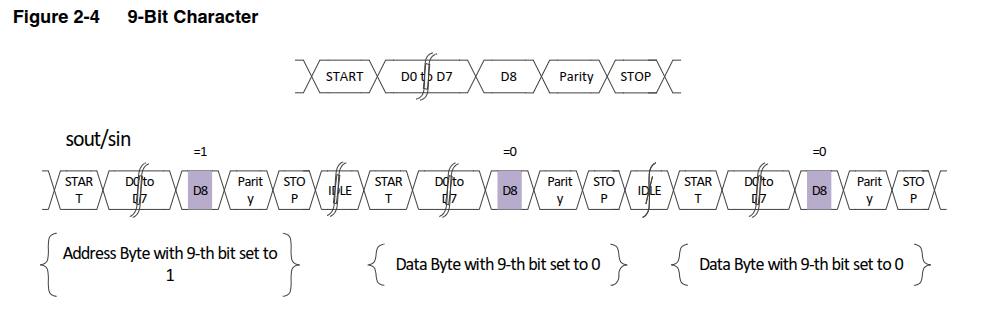 Figure 2-4 9-Bit Character
START D0 to D7 D8 Parity STOP
sout/sin
=1 =0 =0
STAR D0 to D8 Parit STO IDLE STAR D0 to D8 Parit STO IDLE STAR D0 to D8 Parit STO
T D7 y P T D7 y P T D7 y P
Address Byte with 9-th bit set to
1
Data Byte with 9-th bit set to 0 Data Byte with 9-th bit set to 0